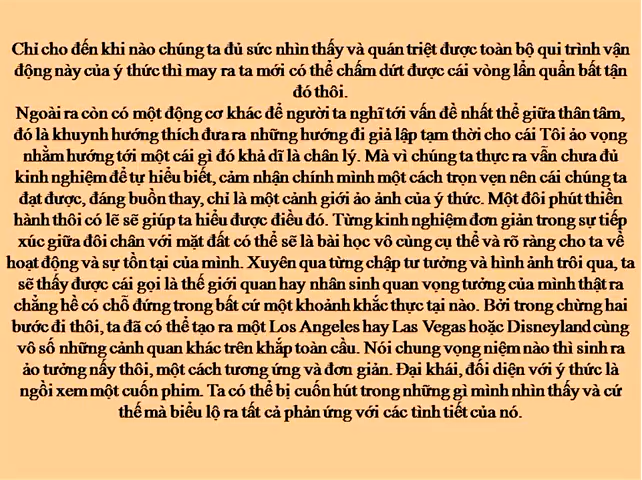 Chỉ cho đến khi nào chúng ta đủ sức nhìn thấy và quán triệt được toàn bộ qui trình vận
động này của ý thức thì may ra ta mới có thể chấm dứt được cái vòng lẩn quẩn bất tận
đó thôi.
Ngoài ra còn có một động cơ khác để người ta nghĩ tới vấn đề nhất thể giữa thân tâm,
đó là khuynh hướng thích đưa ra những hướng đi giả lập tạm thời cho cái Tôi ảo vọng
nhằm hướng tới một cái gì đó khả dĩ là chân lý. Mà vì chúng ta thực ra vẫn chưa đủ
kinh nghiệm để tự hiểu biết, cảm nhận chính mình một cách trọn vẹn nên cái chúng ta
đạt được, đáng buồn thay, chỉ là một cảnh giới ảo ảnh của ý thức. Một đôi phút thiền
hành thôi có lẽ sẽ giúp ta hiểu được điều đó. Từng kinh nghiệm đơn giản trong sự tiếp
xúc giữa đôi chân với mặt đất có thể sẽ là bài học vô cùng cụ thể và rõ ràng cho ta về
hoạt động và sự tồn tại của mình. Xuyên qua từng chập tư tưởng và hình ảnh trôi qua, ta
sẽ thấy được cái gọi là thế giới quan hay nhân sinh quan vọng tưởng của mình thật ra
chẳng hề có chỗ đứng trong bất cứ một khoảnh khắc thực tại nào. Bởi trong chừng hai
bước đi thôi, ta đã có thể tạo ra một Los Angeles hay Las Vegas hoặc Disneyland cùng
vô số những cảnh quan khác trên khắp toàn cầu. Nói chung vọng niệm nào thì sinh ra
ảo tưởng nấy thôi, một cách tương ứng và đơn giản. Đại khái, đối diện với ý thức là
ngồi xem một cuốn phim. Ta có thể bị cuốn hút trong những gì mình nhìn thấy và cứ
thế mà biểu lộ ra tất cả phản ứng với các tình tiết của nó.